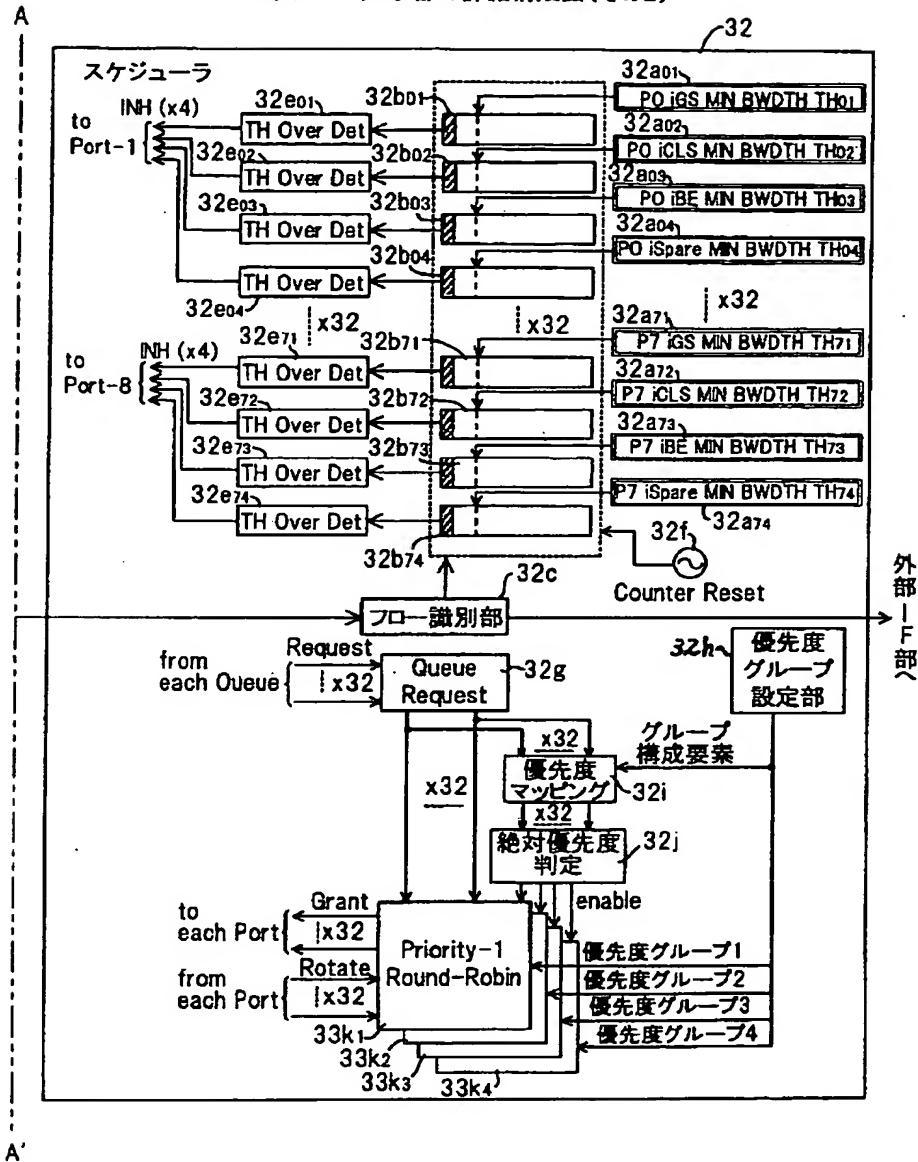 A
32
スケジューラ
INH (x4)
to
Port-1
32e01
TH Over Det
32b01
32a01
P0 iGS MIN BWDTH TH01
32e02
TH Over Det
32b02
32a02
P0 iCLS MIN BWDTH TH02
32e03
TH Over Det
32b03
32a03
P0 iBE MIN BWDTH TH03
32b04
32a04
P0 iSpare MIN BWDTH TH04
TH Over Det
32e04
x32
x32
x32
INH (x4)
to
Port-8
32e71
TH Over Det
32b71
32a71
P7 iGS MIN BWDTH TH71
32e72
TH Over Det
32b72
32a72
P7 iCLS MIN BWDTH TH72
32e73
TH Over Det
32b73
32a73
P7 iBE MIN BWDTH TH73
32e74
TH Over Det
32b74
P7 iSpare MIN BWDTH TH74
32a74
32f
Counter Reset
32c
フロー識別部
外部ーF部へ
from
each Queue
Request
x32
Queue
Request
32g
32h
優先度
グループ
設定部
グループ
構成要素
x32
優先度
マッピング
32i
x32
x32
絶対優先度
判定
32j
enable
to
each Port
Grant
x32
from
each Port
Rotate
x32
Priority-1
Round-Robin
優先度グループ1
優先度グループ2
優先度グループ3
優先度グループ4
33k1
33k2
33k3
33k4
A'